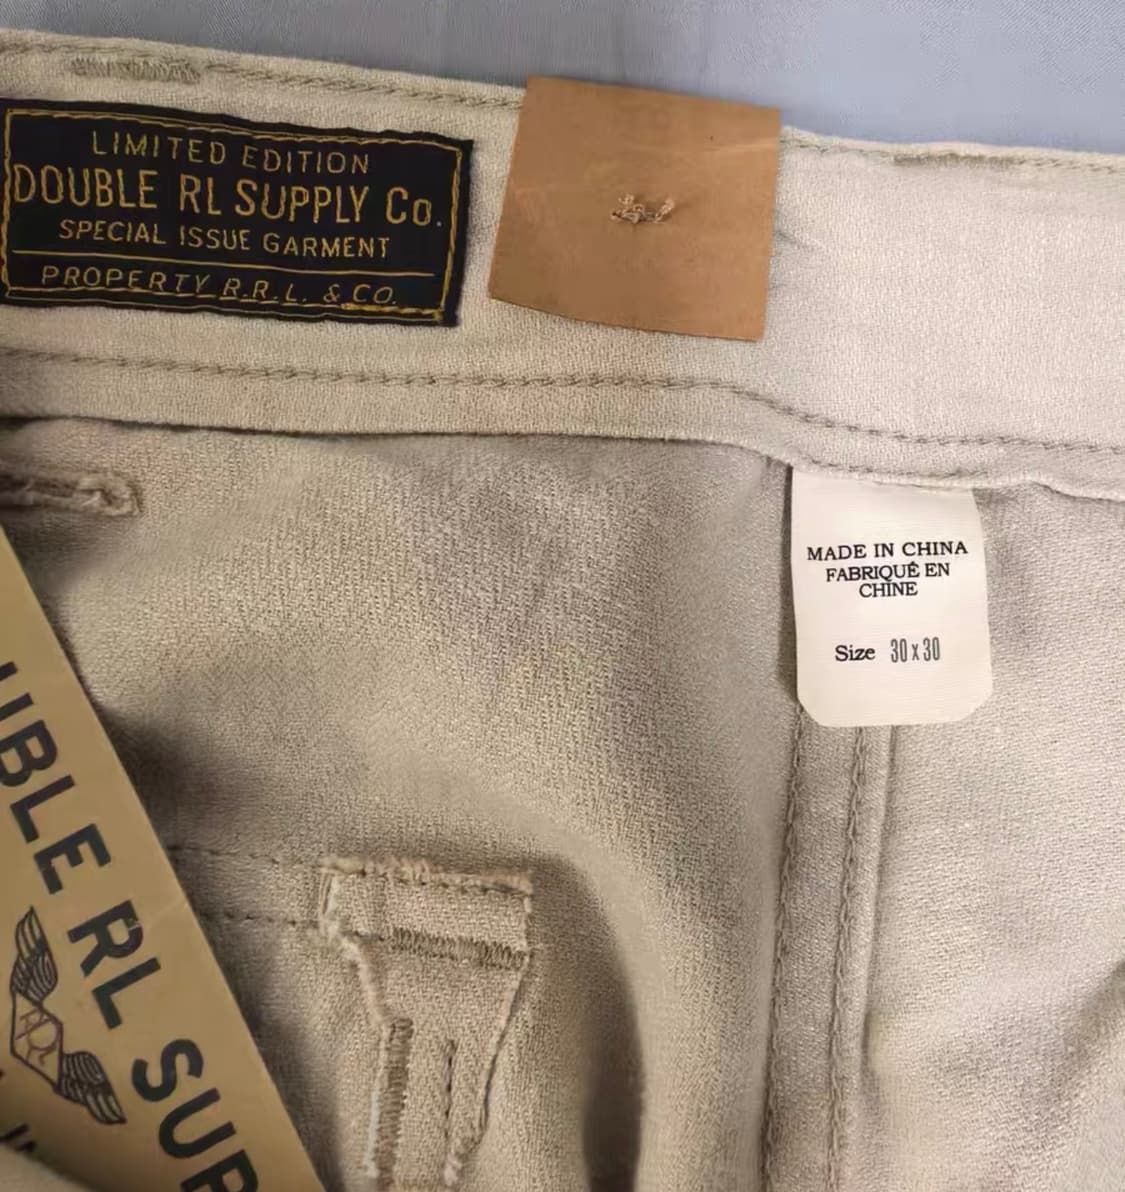 LIMITED EDITION
DOUBLE RL SUPPLY Co.
SPECIAL ISSUE GARMENT
PROPERTY R.R.L. & CO.
MADE IN CHINA
FABRIQUÉ EN
CHINE
Size 30 x 30
UBLE RL SUP